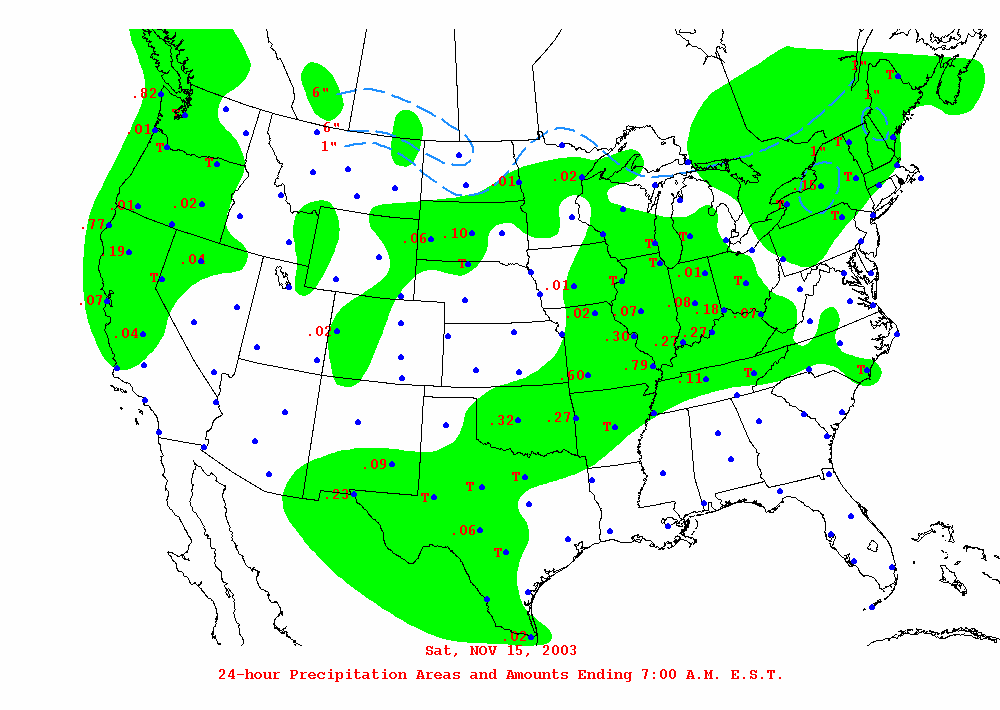 1"
T
.82
6"
1"
.01
6"
T
1"
1"
T
T
.01
.02
T
.16
.01
.02
T
T
.77
.06
.10
T
T
.19
.04
T
T
T
.01
T
T
.01
.07
.08
.18
.02
.07
.07
.04
.02
.30
.27
.27
.79
.60
.11
T
T
.32
.27
T
.09
T
T
.23
T
.06
T
.02
Sat, NOV 15, 2003
24-hour Precipitation Areas and Amounts Ending 7:00 A.M. E.S.T.